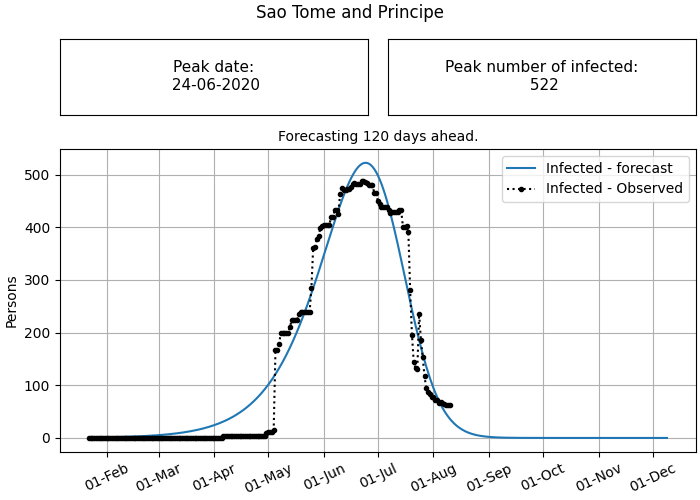 Sao Tome and Principe
Peak date:
24-06-2020
Peak number of infected:
522
Forecasting 120 days ahead.
Infected - forecast
Infected - Observed
Persons
500
400
300
200
100
0
01-Feb
01-Mar
01-Apr
01-May
01-Jun
01-Jul
01-Aug
01-Sep
01-Oct
01-Nov
01-Dec